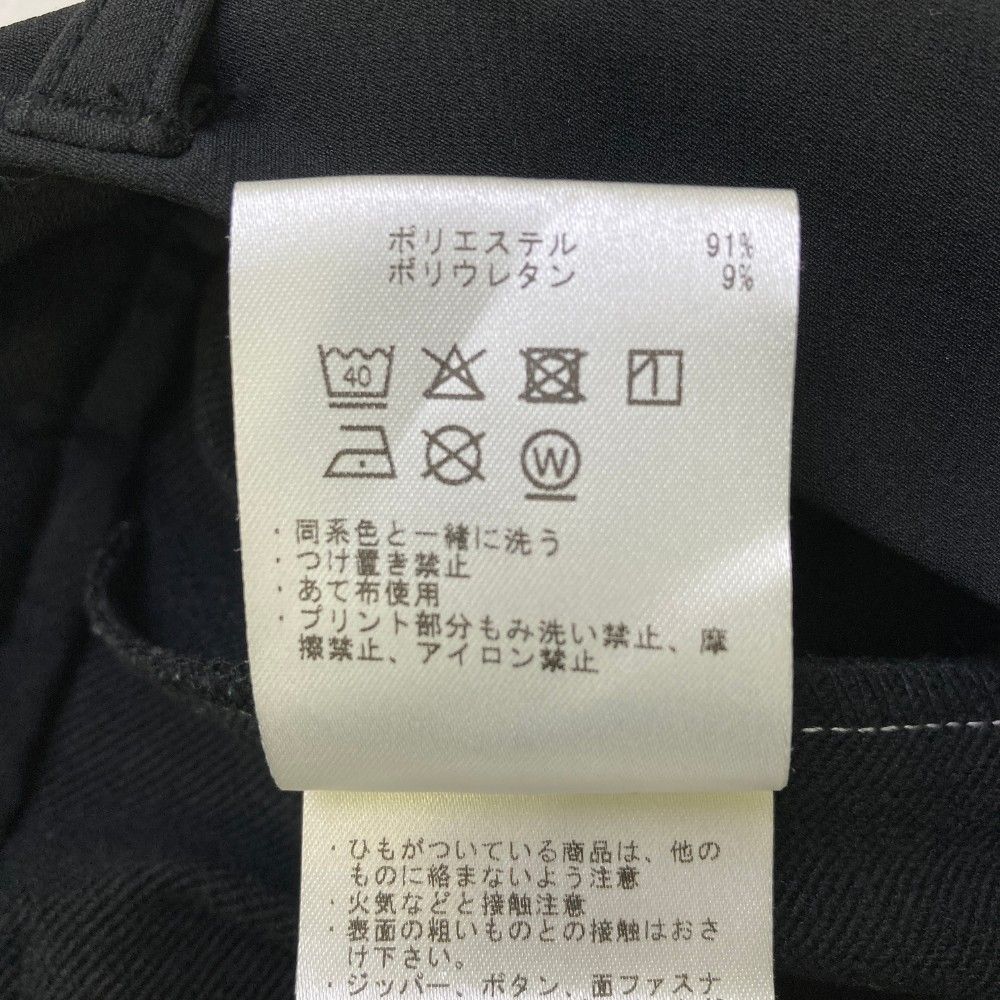 ポリエステル 91%
ポリウレタン 9%
40
W
・同系色と一緒に洗う
・つけ置き禁止
・あて布使用
・プリント部分もみ洗い禁止、摩
擦禁止、アイロン禁止
・ひもがついている商品は、他の
ものに絡まないよう注意
・火気などと接触注意
・表面の粗いものとの接触はおさ
け下さい。
・ジッパー、ボタン、面ファスナ